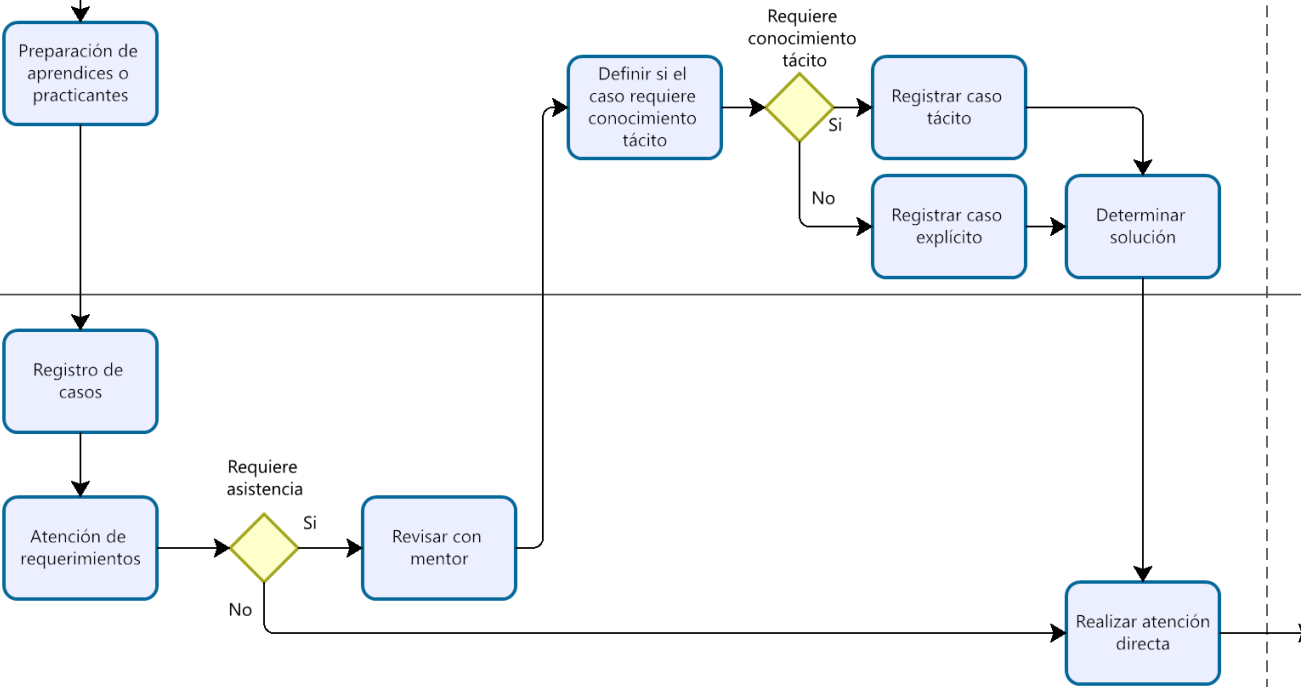 Preparación de
aprendices o
practicantes
Definir si el
caso requiere
conocimiento
tácito
Requiere
conocimiento
tácito
Si
No
Registrar caso
tácito
Registrar caso
explícito
Determinar
solución
Registro de
casos
Atención de
requerimientos
Requiere
asistencia
Si
No
Revisar con
mentor
Realizar atención
directa